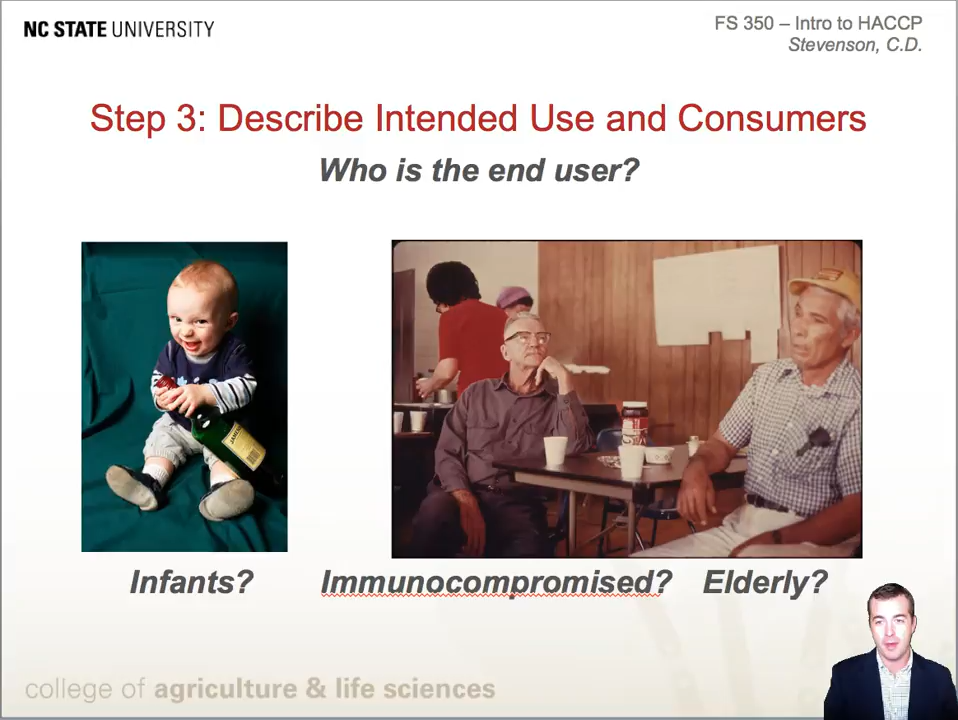 NC STATE UNIVERSITY
FS 350 – Intro to HACCP
Stevenson, C.D.
Step 3: Describe Intended Use and Consumers
Who is the end user?
Infants?
Immunocompromised?
Elderly?
college of agriculture & life sciences